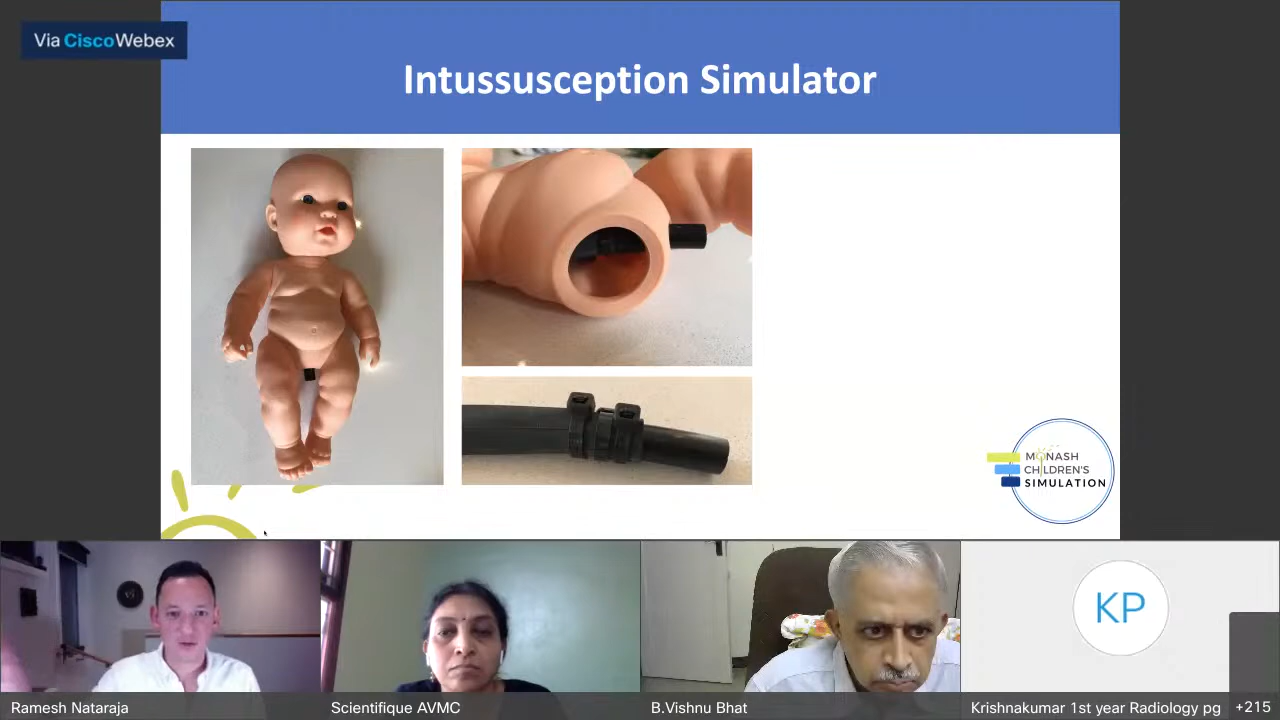 Via CiscoWebex
Intussusception Simulator
MONASH
CHILDREN'S
SIMULATION
KP
Ramesh Nataraja
Scientifique AVMC
B.Vishnu Bhat
Krishnakumar 1st year Radiology pg
+215